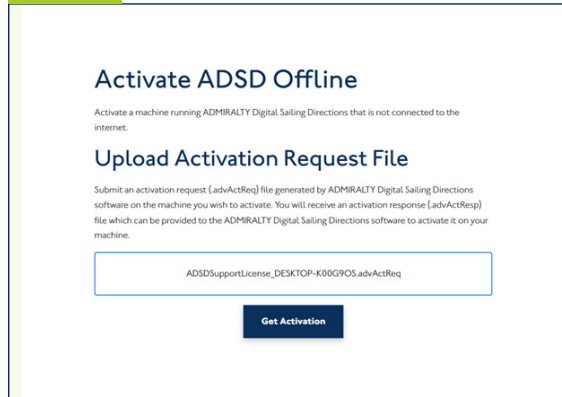 Activate ADSD Offline
Activate a machine running ADMIRALTY Digital Sailing Directions that is not connected to the
internet.
Upload Activation Request File
Submit an activation request (.advActReq) file generated by ADMIRALTY Digital Sailing Directions
software on the machine you wish to activate. You will receive an activation response (.advActResp)
file which can be provided to the ADMIRALTY Digital Sailing Directions software to activate it on your
machine.
ADSDSupportLicense_DESKTOP-K00G9OS.advActReq
Get Activation